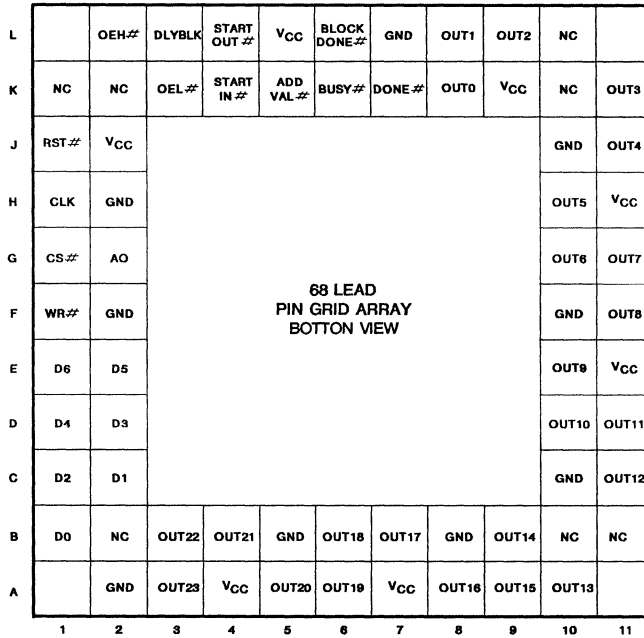 L OEH# DLYBLK START OUT# VCC BLOCK DONE# GND OUT1 OUT2 NC
K NC NC OEL# START IN# ADD VAL# BUSY# DONE# OUT0 VCC NC OUT3
J RST# VCC GND OUT4
H CLK GND OUT5 VCC
G CS# AO OUT6 OUT7
68 LEAD
PIN GRID ARRAY
BOTTON VIEW
F WR# GND GND OUT8
E D6 D5 OUT9 VCC
D D4 D3 OUT10 OUT11
C D2 D1 GND OUT12
B D0 NC OUT22 OUT21 GND OUT18 OUT17 GND OUT14 NC NC
A GND OUT23 VCC OUT20 OUT19 VCC OUT16 OUT15 OUT13
1 2 3 4 5 6 7 8 9 10 11